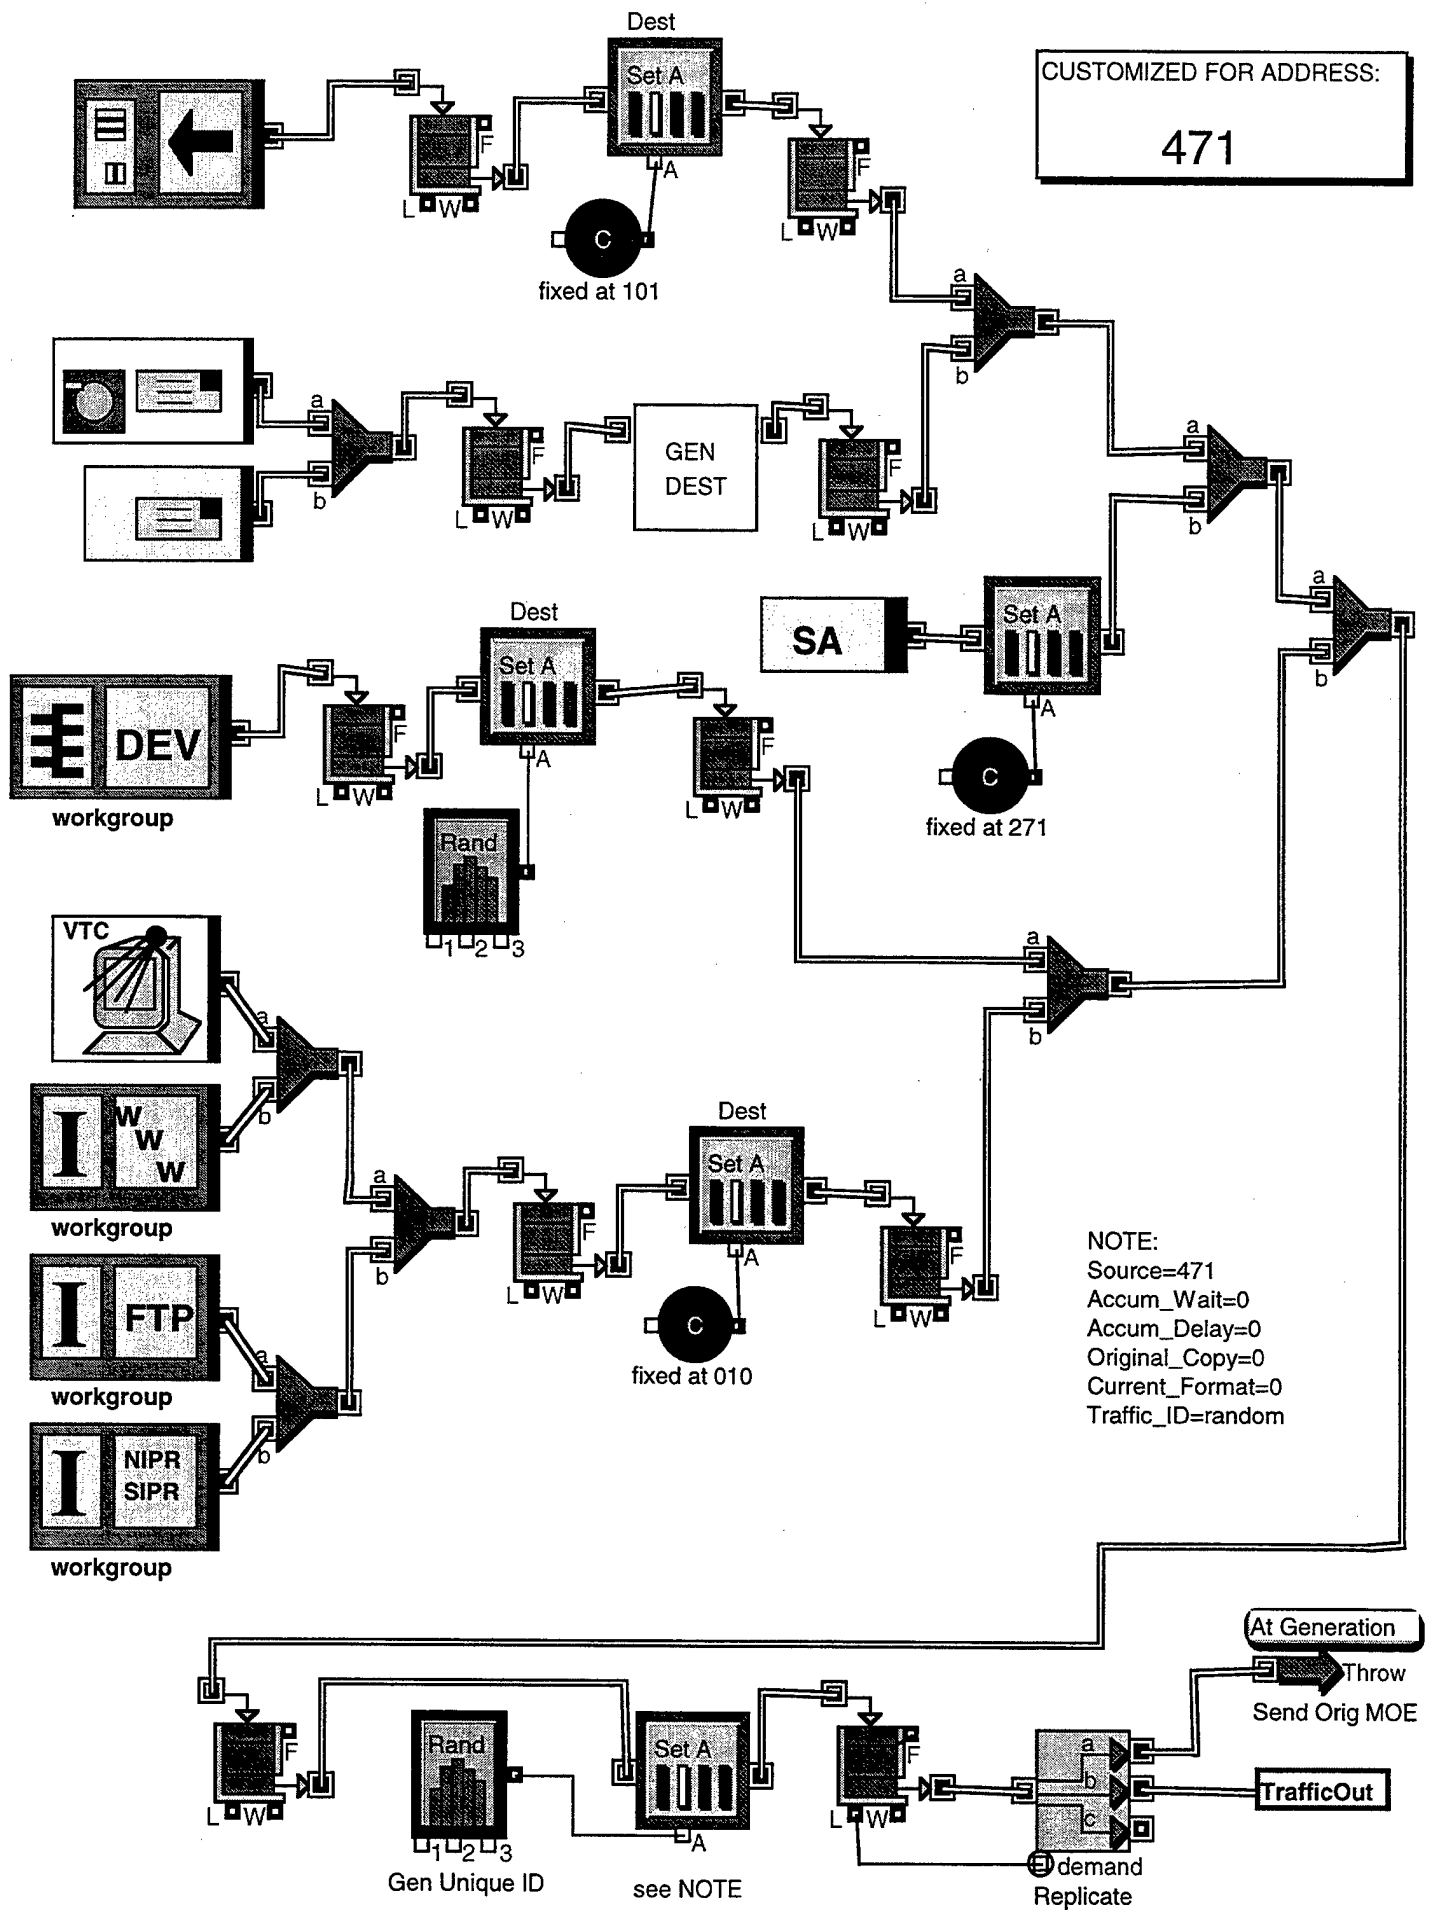 Dest
CUSTOMIZED FOR ADDRESS:
471
Set A
F
A
L W
C
fixed at 101
F
L W
a
b
a
b
F
L W
GEN
DEST
F
L W
a
b
Dest
Set A
A
SA
Set A
A
C
fixed at 271
a
b
DEV
workgroup
F
L W
F
L W
Rand
1 2 3
VTC
a
b
I
W
W
W
workgroup
a
b
Dest
Set A
A
a
b
F
L W
C
fixed at 010
F
L W
I
FTP
workgroup
a
b
I
NIPR
SIPR
workgroup
NOTE:
Source=471
Accum_Wait=0
Accum_Delay=0
Original_Copy=0
Current_Format=0
Traffic_ID=random
At Generation
Throw
Send Orig MOE
F
L W
Rand
1 2 3
Gen Unique ID
Set A
A
see NOTE
F
L W
a
b
c
TrafficOut
demand
Replicate